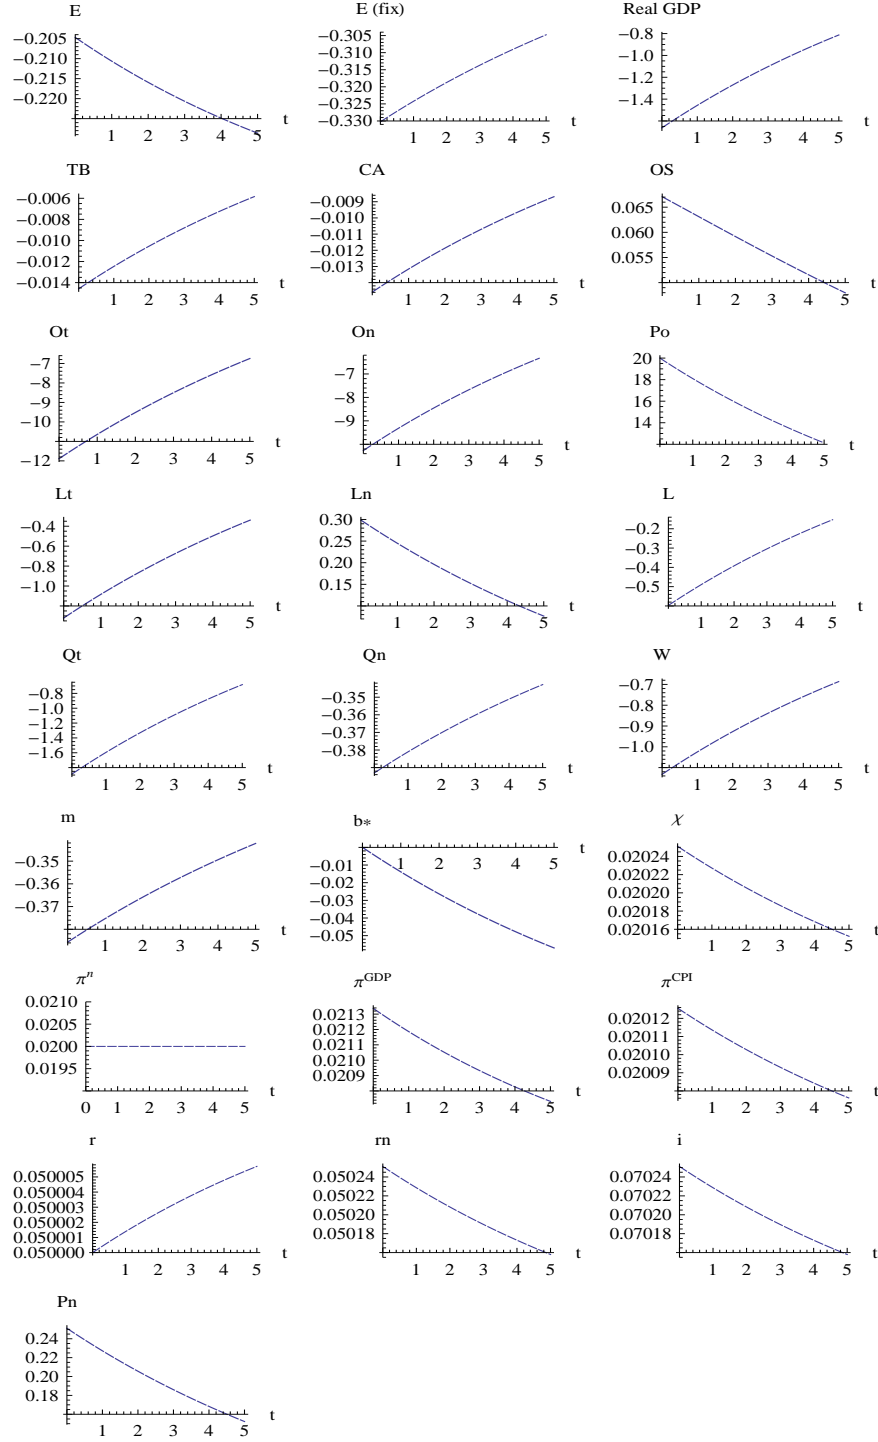 E E (fix) Real GDP
−0.205 −0.210 −0.215 −0.220 1 2 3 4 5 t
−0.305 −0.310 −0.315 −0.320 −0.325 −0.330 1 2 3 4 5 t
−0.8 −1.0 −1.2 −1.4 1 2 3 4 5 t
TB CA OS
−0.006 −0.008 −0.010 −0.012 −0.014 1 2 3 4 5 t
−0.009 −0.010 −0.011 −0.012 −0.013 1 2 3 4 5 t
0.065 0.060 0.055 1 2 3 4 5 t
Ot On Po
−7 −8 −9 −10 −12 1 2 3 4 5 t
−7 −8 −9 1 2 3 4 5 t
20 18 16 14 1 2 3 4 5 t
Lt Ln L
−0.4 −0.6 −0.8 −1.0 1 2 3 4 5 t
0.30 0.25 0.20 0.15 1 2 3 4 5 t
−0.2 −0.3 −0.4 −0.5 1 2 3 4 5 t
Qt Qn W
−0.8 −1.0 −1.2 −1.4 −1.6 1 2 3 4 5 t
−0.35 −0.36 −0.37 −0.38 1 2 3 4 5 t
−0.7 −0.8 −0.9 −1.0 1 2 3 4 5 t
m b* χ
−0.35 −0.36 −0.37 1 2 3 4 5 t
−0.01 −0.02 −0.03 −0.04 −0.05 1 2 3 4 5 t
0.02024 0.02022 0.02020 0.02018 0.02016 1 2 3 4 5 t
πⁿ π^GDP π^CPI
0.0210 0.0205 0.0200 0.0195 0 1 2 3 4 5 t
0.0213 0.0212 0.0211 0.0210 0.0209 1 2 3 4 5 t
0.02012 0.02011 0.02010 0.02009 1 2 3 4 5 t
r rn i
0.050005 0.050004 0.050003 0.050002 0.050001 0.050000 1 2 3 4 5 t
0.05024 0.05022 0.05020 0.05018 1 2 3 4 5 t
0.07024 0.07022 0.07020 0.07018 1 2 3 4 5 t
Pn
0.24 0.22 0.20 0.18 1 2 3 4 5 t